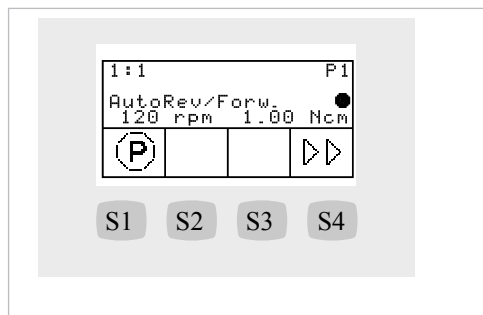 1:1 P1
AutoRev/Forw.
120 rpm 1.00 Ncm
P
S1 S2 S3 S4